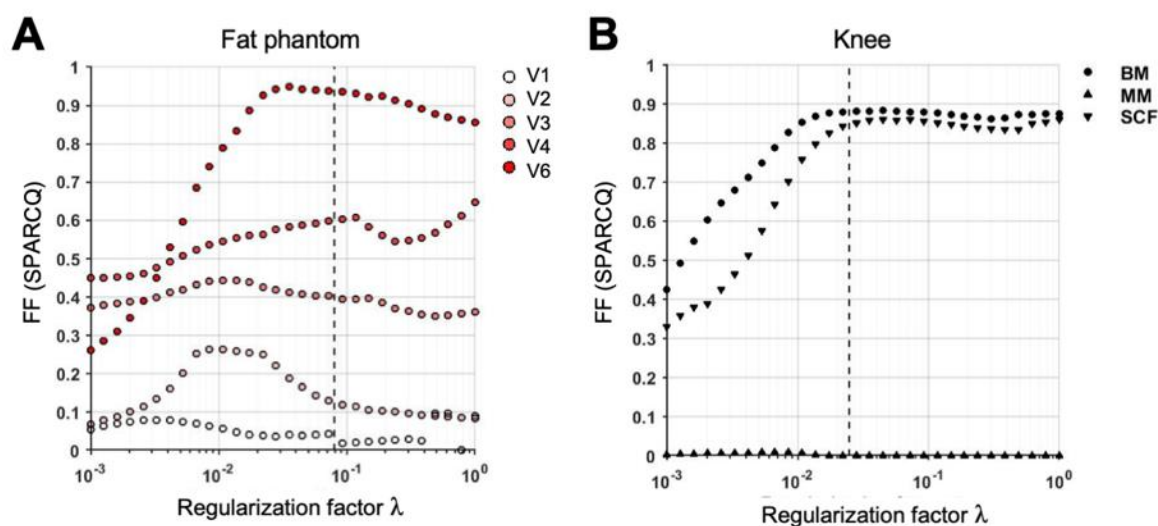 A
Fat phantom
FF (SPARCQ)
1
0.9
0.8
0.7
0.6
0.5
0.4
0.3
0.2
0.1
0
10-3
10-2
10-1
100
Regularization factor λ
V1
V2
V3
V4
V6
B
Knee
FF (SPARCQ)
1
0.9
0.8
0.7
0.6
0.5
0.4
0.3
0.2
0.1
0
10-3
10-2
10-1
100
Regularization factor λ
BM
MM
SCF